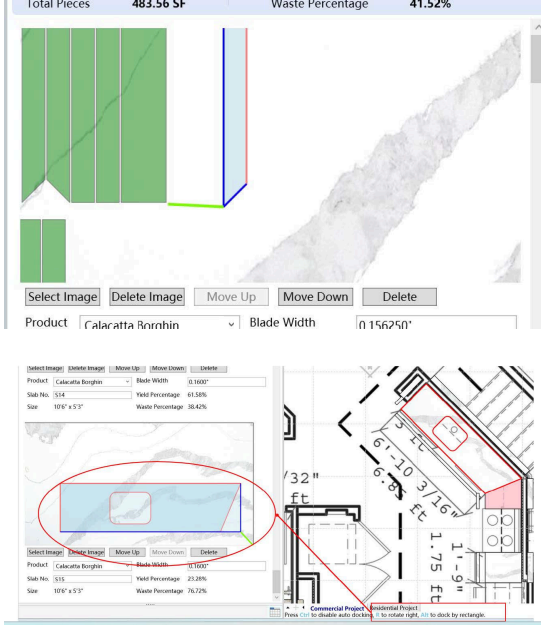 Total Pieces 483.56 SF Waste Percentage 41.52%
Select Image Delete Image Move Up Move Down Delete
Product Calacatta Borghin Blade Width 0.156250"
Select Image Delete Image Move Up Move Down Delete
Product Calacatta Borghin Blade Width 0.1600"
Slab No. S14 Yield Percentage 61.58%
Size 10'6" x 5'3" Waste Percentage 38.42%
Select Image Delete Image Move Up Move Down Delete
Product Calacatta Borghin Blade Width 0.1600"
Slab No. S15 Yield Percentage 23.28%
Size 10'6" x 5'3" Waste Percentage 76.72%
3 ft
6'-10 3/16"
6.85 ft
/32"
ft
1'-9"
1.75 ft
Commercial Project Residential Project
Press Ctrl to disable auto docking, R to rotate right, Alt to dock by rectangle.